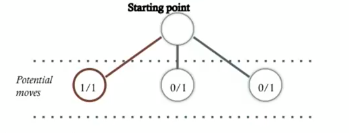 Starting point
Potential
moves
1/1 0/1 0/1